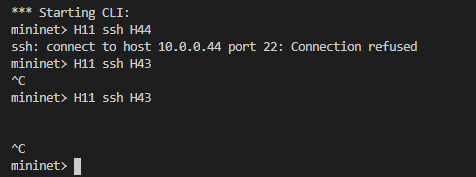 *** Starting CLI:
mininet> H11 ssh H44
ssh: connect to host 10.0.0.44 port 22: Connection refused
mininet> H11 ssh H43
^C
mininet> H11 ssh H43
^C
mininet>